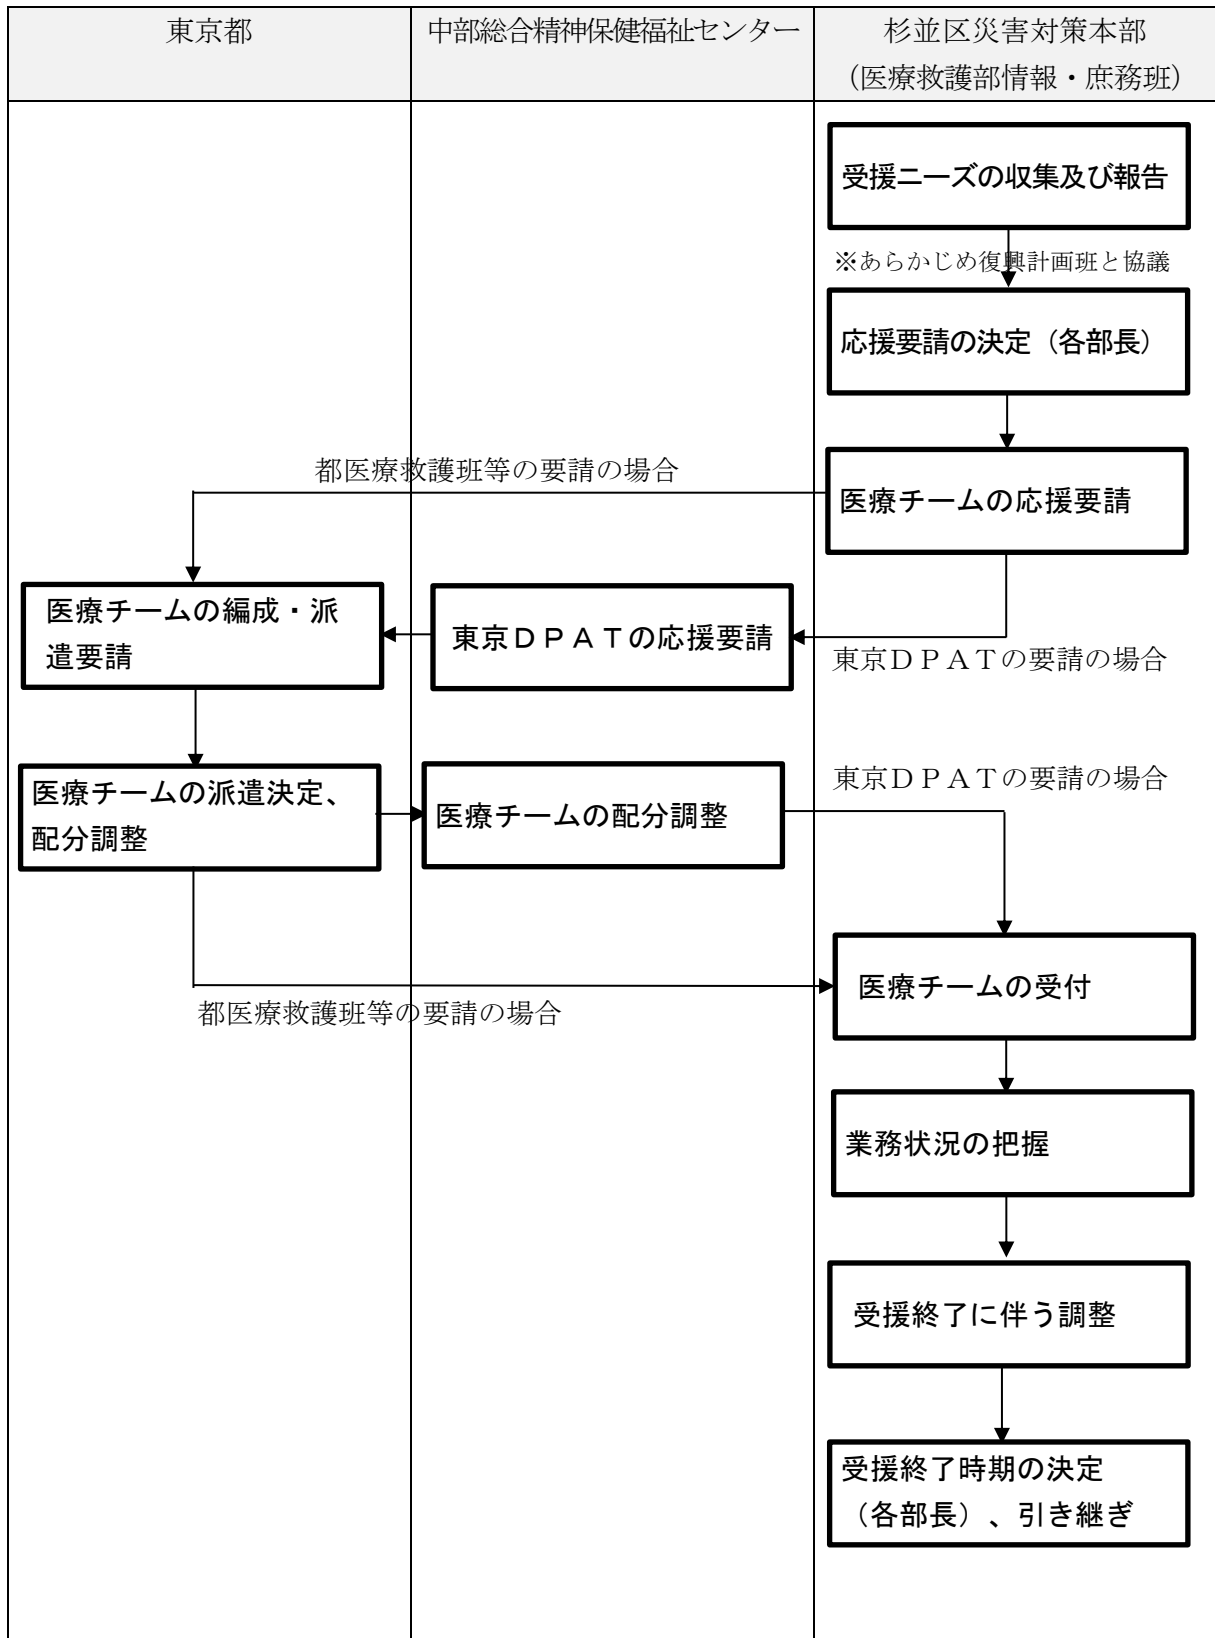 東京都
中部総合精神保健福祉センター
杉並区災害対策本部
（医療救護部情報・庶務班）
受援ニーズの収集及び報告
※あらかじめ復興計画班と協議
応援要請の決定（各部長）
都医療救護班等の要請の場合
医療チームの応援要請
医療チームの編成・派
遣要請
東京ＤＰＡＴの応援要請
東京ＤＰＡＴの要請の場合
医療チームの派遣決定、
配分調整
医療チームの配分調整
東京ＤＰＡＴの要請の場合
医療チームの受付
都医療救護班等の要請の場合
業務状況の把握
受援終了に伴う調整
受援終了時期の決定
（各部長）、引き継ぎ